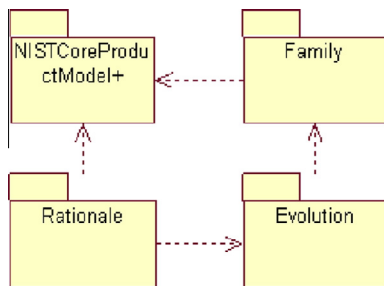 NISTCoreProdu
ctModel+
Family
Rationale
Evolution